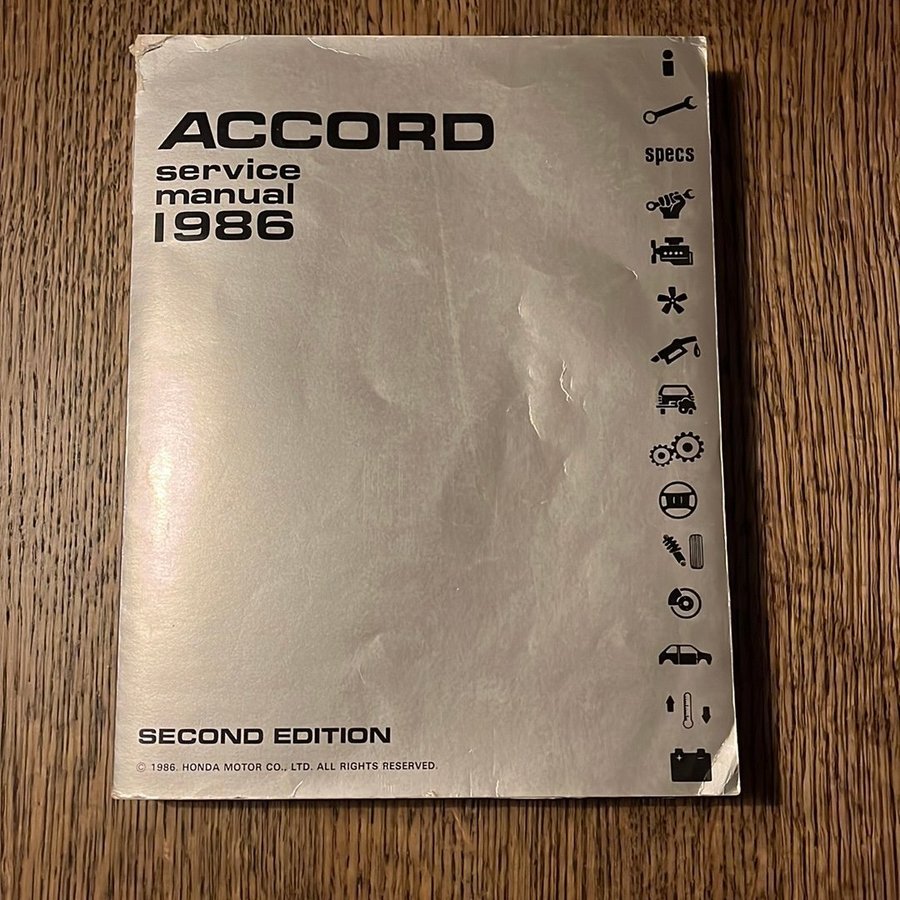 ACCORD
service
manual
1986
specs
SECOND EDITION
© 1986. HONDA MOTOR CO., LTD. ALL RIGHTS RESERVED.